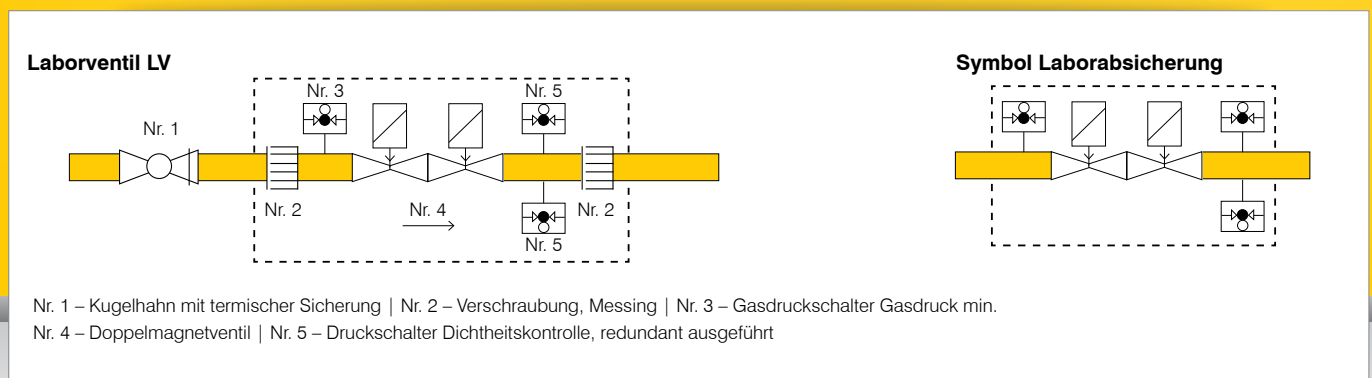 Laborventil LV
Symbol Laborabsicherung
Nr. 3
Nr. 5
Nr. 1
Nr. 2
Nr. 4
Nr. 2
Nr. 5
Nr. 1 – Kugelhahn mit termischer Sicherung | Nr. 2 – Verschraubung, Messing | Nr. 3 – Gasdruckschalter Gasdruck min.
Nr. 4 – Doppelmagnetventil | Nr. 5 – Druckschalter Dichtheitskontrolle, redundant ausgeführt